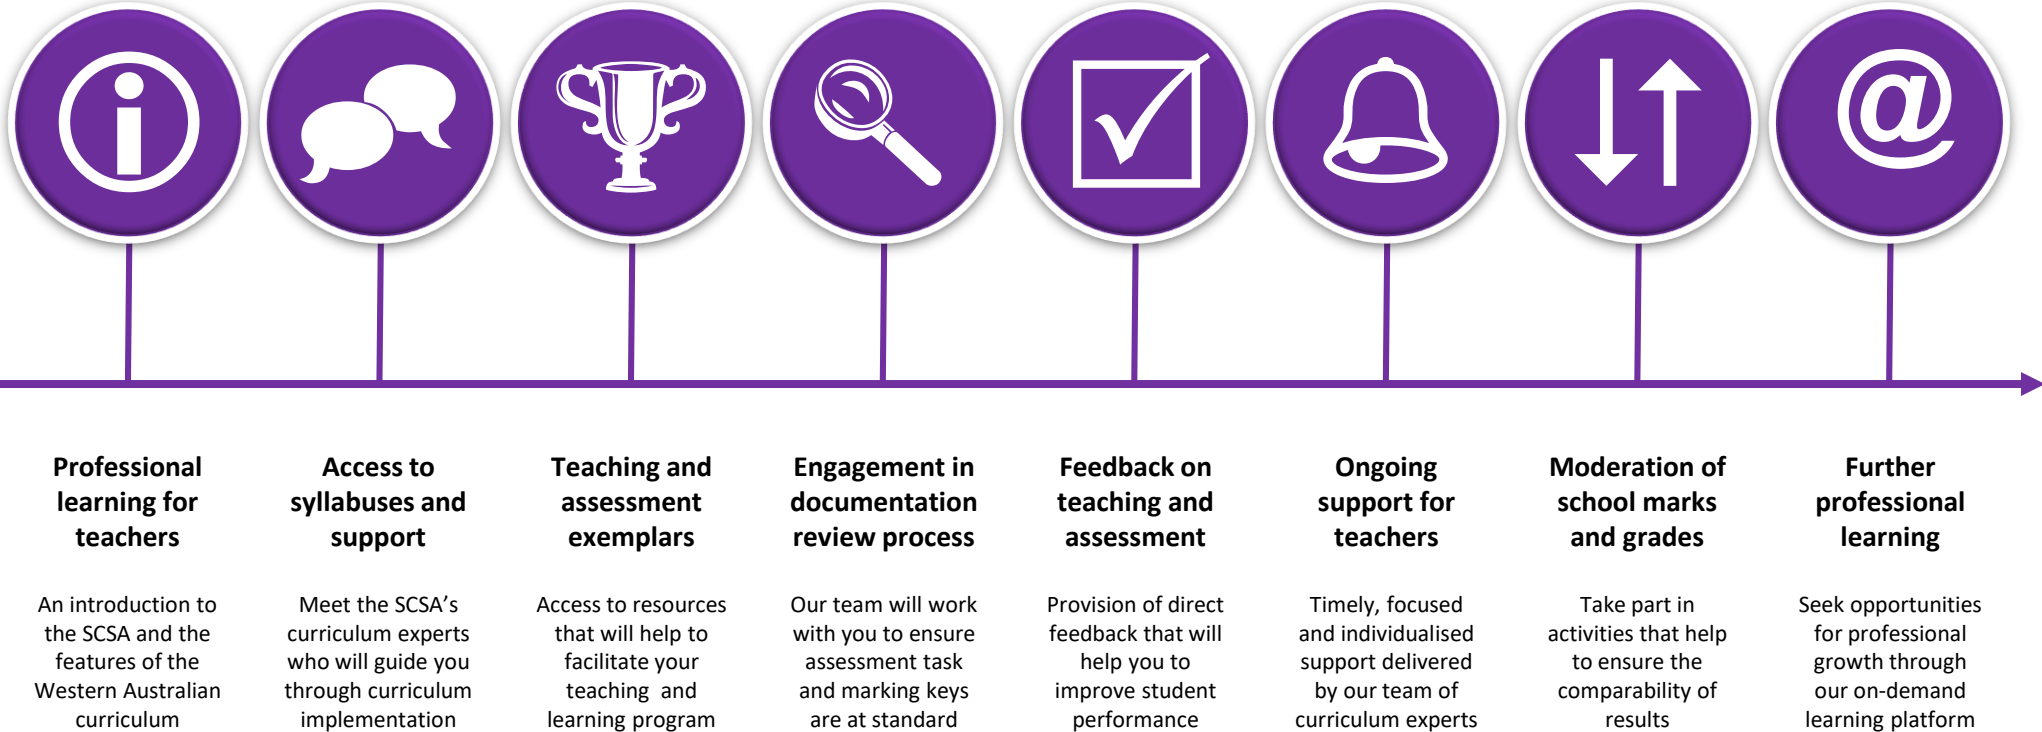 @
Professional
learning for
teachers
An introduction to
the SCSA and the
features of the
Western Australian
curriculum
Access to
syllabuses and
support
Meet the SCSA’s
curriculum experts
who will guide you
through curriculum
implementation
Teaching and
assessment
exemplars
Access to resources
that will help to
facilitate your
teaching and
learning program
Engagement in
documentation
review process
Our team will work
with you to ensure
assessment task
and marking keys
are at standard
Feedback on
teaching and
assessment
Provision of direct
feedback that will
help you to
improve student
performance
Ongoing
support for
teachers
Timely, focused
and individualised
support delivered
by our team of
curriculum experts
Moderation of
school marks
and grades
Take part in
activities that help
to ensure the
comparability of
results
Further
professional
learning
Seek opportunities
for professional
growth through
our on-demand
learning platform